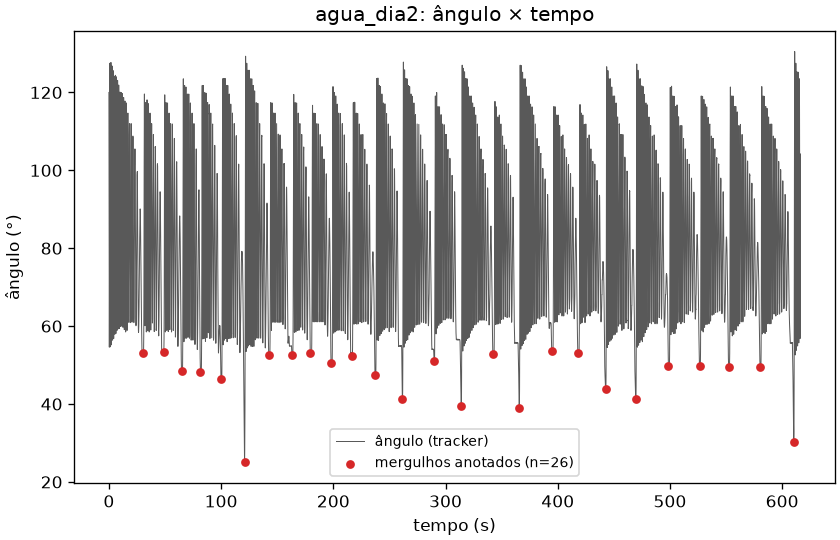 agua_dia2: ângulo × tempo
ângulo (°)
120
100
80
60
40
20
ângulo (tracker)
mergulhos anotados (n=26)
0 100 200 300 400 500 600
tempo (s)